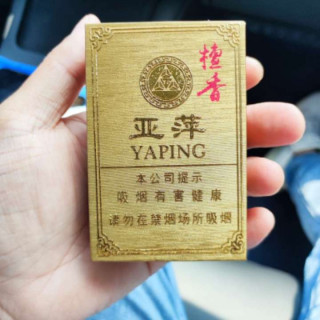 檀香
亚萍
YAPING
本公司提示
吸烟有害健康
请勿在禁烟场所吸烟